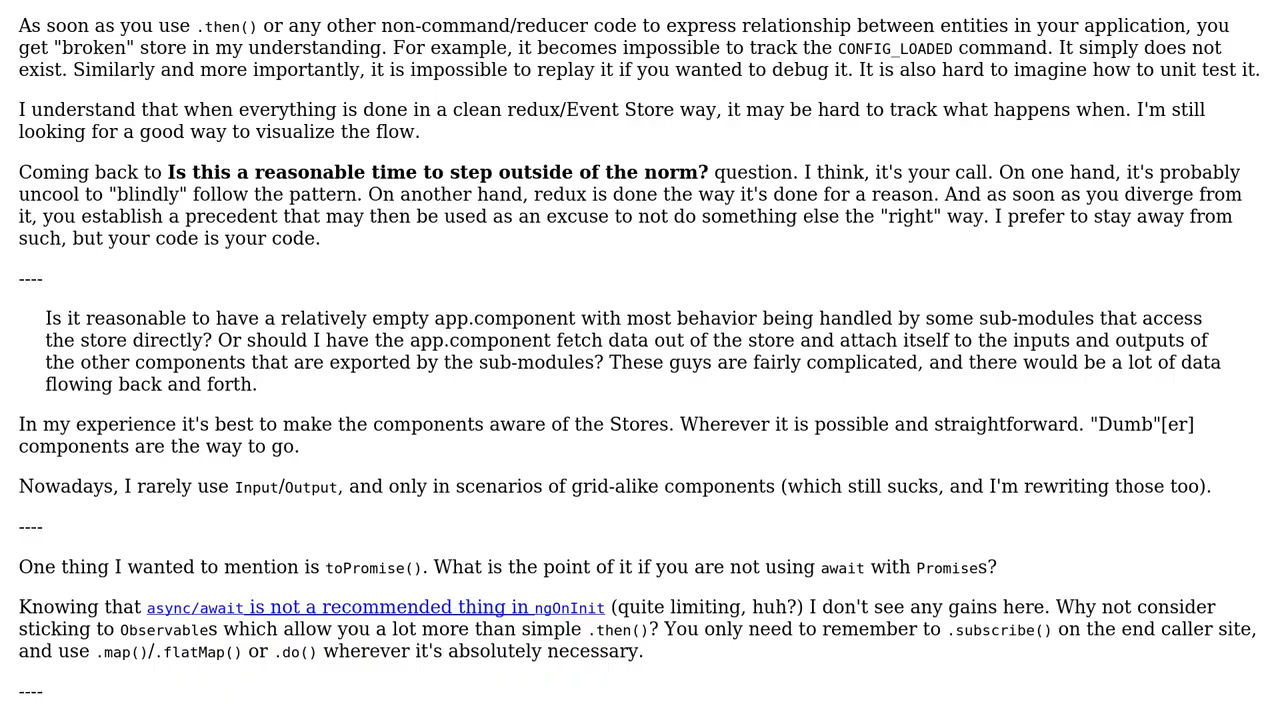 As soon as you use .then() or any other non-command/reducer code to express relationship between entities in your application, you
get "broken" store in my understanding. For example, it becomes impossible to track the CONFIG_LOADED command. It simply does not
exist. Similarly and more importantly, it is impossible to replay it if you wanted to debug it. It is also hard to imagine how to unit test it.
I understand that when everything is done in a clean redux/Event Store way, it may be hard to track what happens when. I'm still
looking for a good way to visualize the flow.
Coming back to Is this a reasonable time to step outside of the norm? question. I think, it's your call. On one hand, it's probably
uncool to "blindly" follow the pattern. On another hand, redux is done the way it's done for a reason. And as soon as you diverge from
it, you establish a precedent that may then be used as an excuse to not do something else the "right" way. I prefer to stay away from
such, but your code is your code.
----
Is it reasonable to have a relatively empty app.component with most behavior being handled by some sub-modules that access
the store directly? Or should I have the app.component fetch data out of the store and attach itself to the inputs and outputs of
the other components that are exported by the sub-modules? These guys are fairly complicated, and there would be a lot of data
flowing back and forth.
In my experience it's best to make the components aware of the Stores. Wherever it is possible and straightforward. "Dumb"[er]
components are the way to go.
Nowadays, I rarely use Input/Output, and only in scenarios of grid-alike components (which still sucks, and I'm rewriting those too).
----
One thing I wanted to mention is toPromise(). What is the point of it if you are not using await with Promises?
Knowing that async/await is not a recommended thing in ngOnInit (quite limiting, huh?) I don't see any gains here. Why not consider
sticking to Observables which allow you a lot more than simple .then()? You only need to remember to .subscribe() on the end caller site,
and use .map()/.flatMap() or .do() wherever it's absolutely necessary.
----